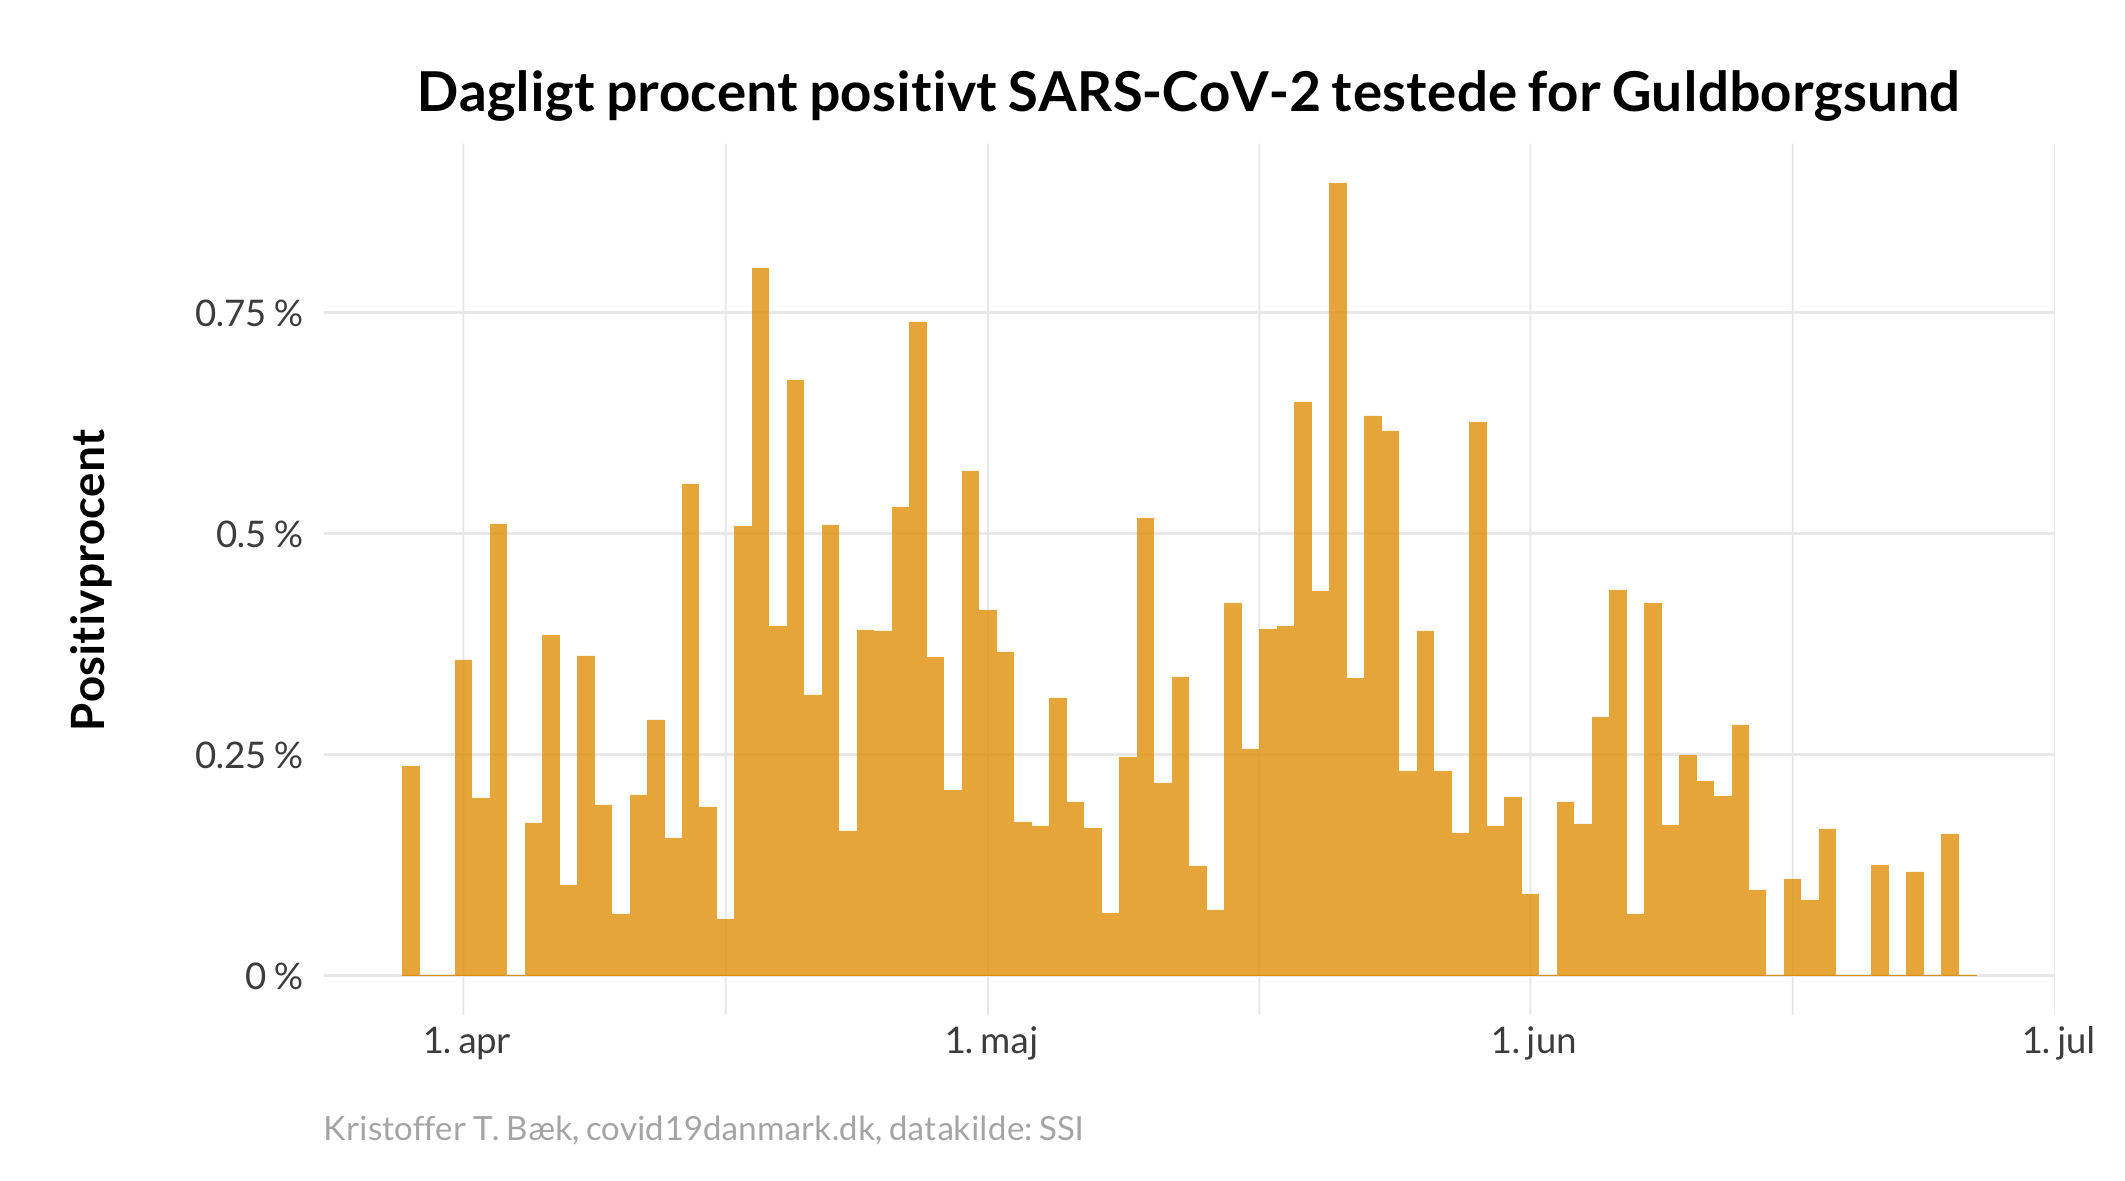 Dagligt procent positivt SARS-CoV-2 testede for Guldborgsund
Positivprocent
0.75 %
0.5 %
0.25 %
0 %
1. apr
1. maj
1. jun
1. jul
Kristoffer T. Bæk, covid19danmark.dk, datakilde: SSI